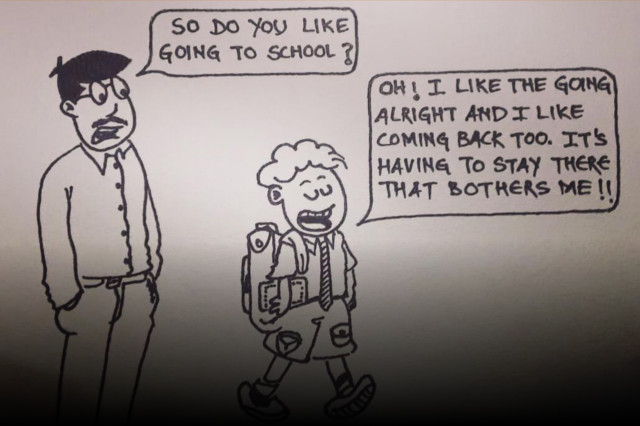 SO DO YOU LIKE
GOING TO SCHOOL?
OH! I LIKE THE GOING
ALRIGHT AND I LIKE
COMING BACK TOO. IT'S
HAVING TO STAY THERE
THAT BOTHERS ME!!